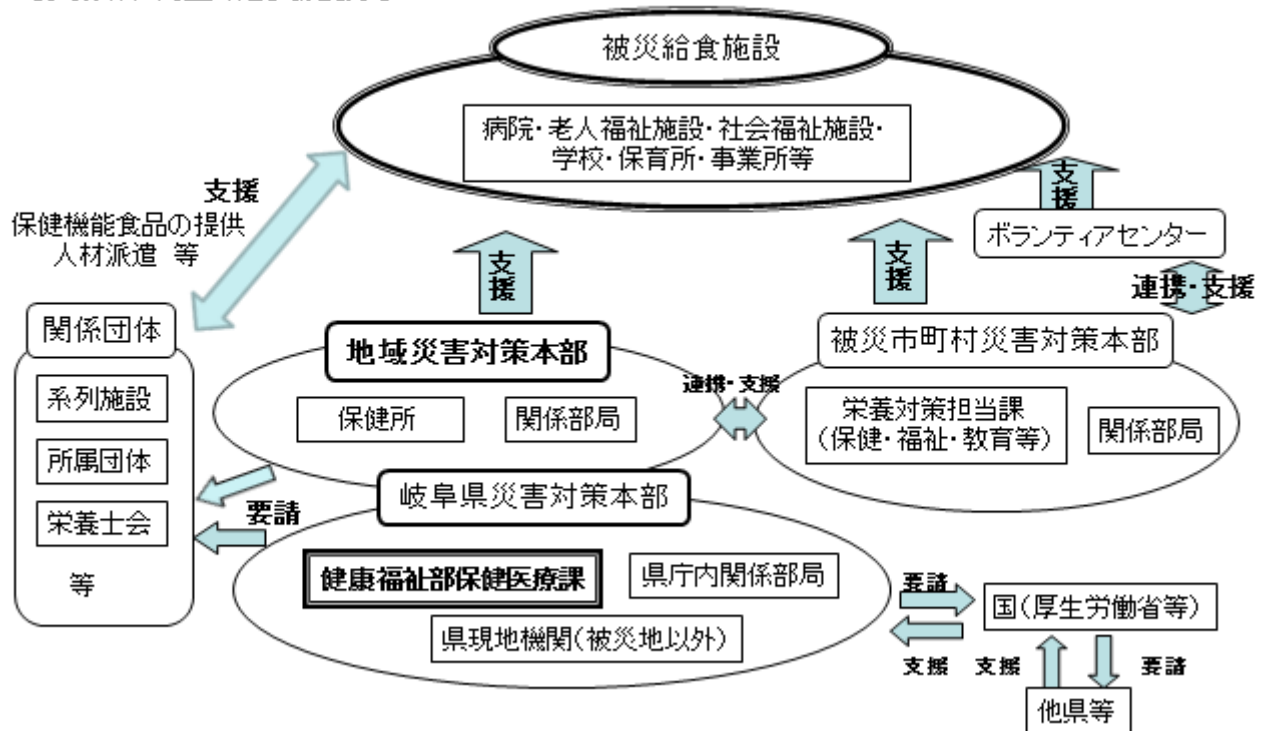 被災給食施設
病院・老人福祉施設・社会福祉施設・
学校・保育所・事業所等
支援
保健機能食品の提供
人材派遣 等
支援
支援
支援
ボランティアセンター
連携・支援
関係団体
系列施設
所属団体
栄養士会
等
地域災害対策本部
保健所
関係部局
連携・支援
被災市町村災害対策本部
栄養対策担当課
(保健・福祉・教育等)
関係部局
要請
岐阜県災害対策本部
健康福祉部保健医療課
県庁内関係部局
県現地機関(被災地以外)
要請
国(厚生労働省等)
支援
支援
要請
他県等